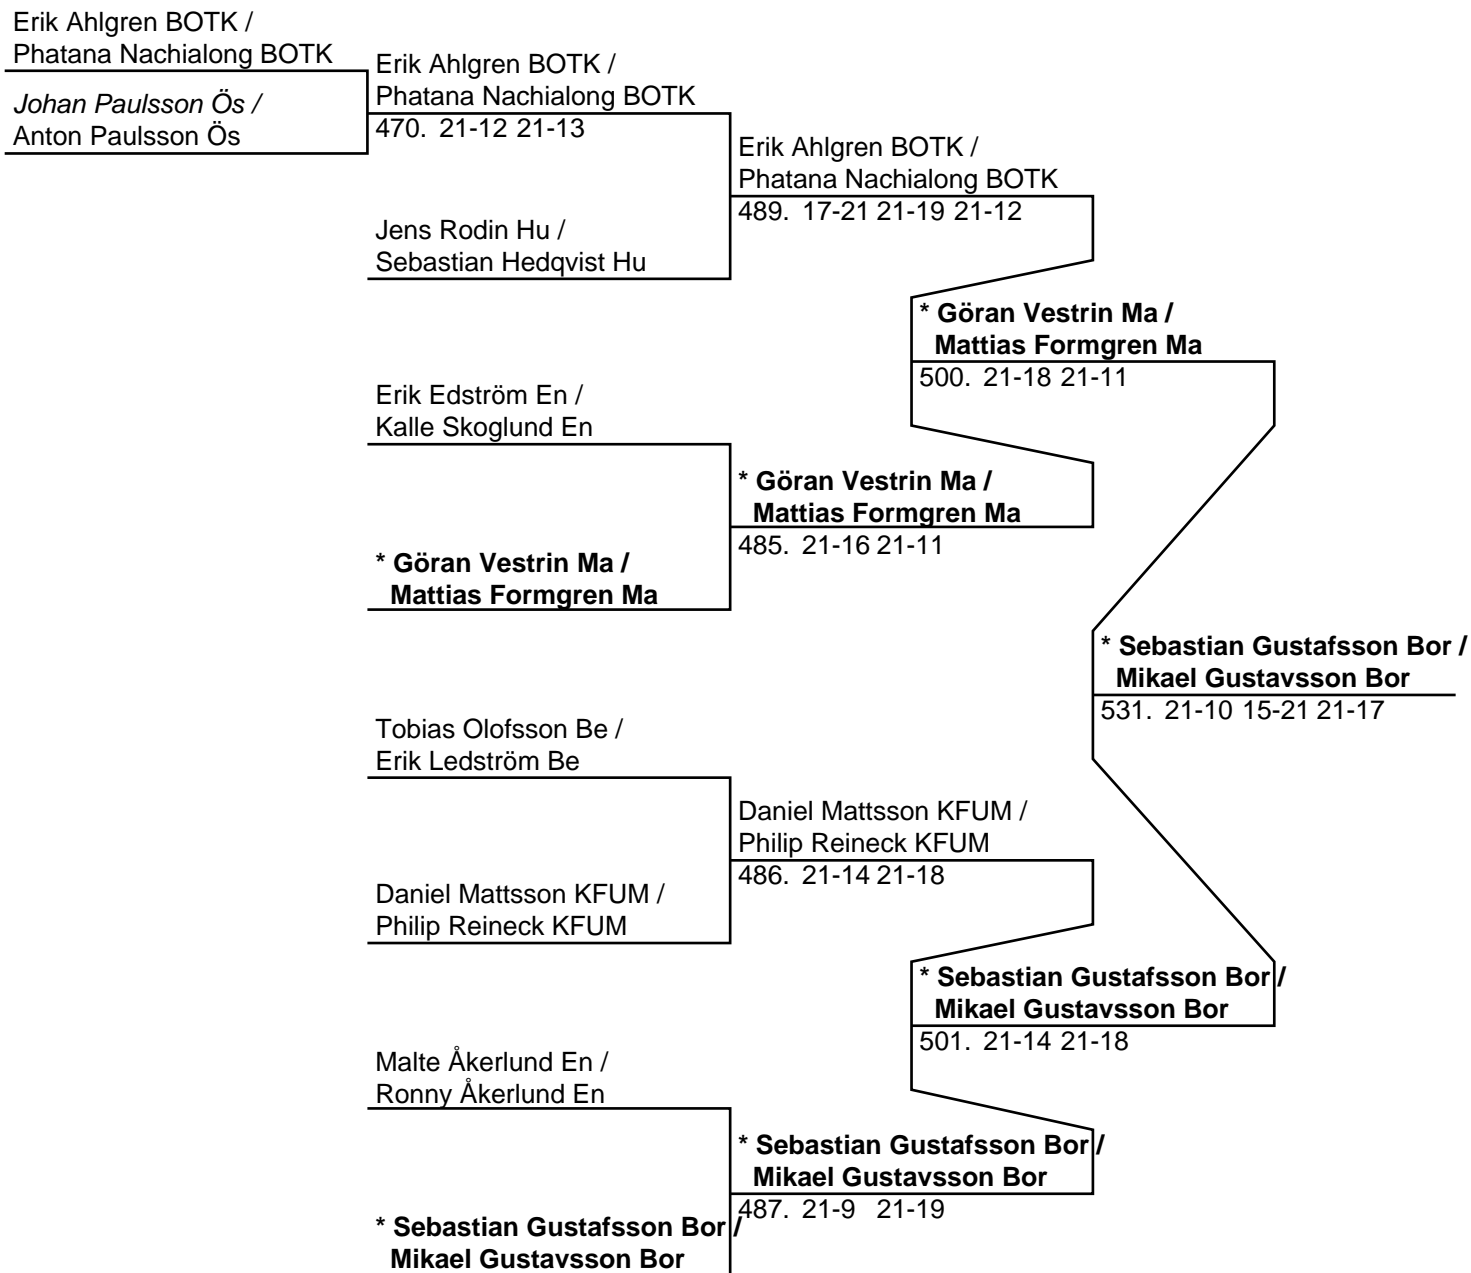 Erik Ahlgren BOTK /
Phatana Nachialong BOTK
Johan Paulsson Ös /
Anton Paulsson Ös
Erik Ahlgren BOTK /
Phatana Nachialong BOTK
470. 21-12 21-13
Jens Rodin Hu /
Sebastian Hedqvist Hu
Erik Ahlgren BOTK /
Phatana Nachialong BOTK
489. 17-21 21-19 21-12
Erik Edström En /
Kalle Skoglund En
* Göran Vestrin Ma /
Mattias Formgren Ma
* Göran Vestrin Ma /
Mattias Formgren Ma
485. 21-16 21-11
* Göran Vestrin Ma /
Mattias Formgren Ma
500. 21-18 21-11
Tobias Olofsson Be /
Erik Ledström Be
Daniel Mattsson KFUM /
Philip Reineck KFUM
Daniel Mattsson KFUM /
Philip Reineck KFUM
486. 21-14 21-18
Malte Åkerlund En /
Ronny Åkerlund En
* Sebastian Gustafsson Bor /
Mikael Gustavsson Bor
* Sebastian Gustafsson Bor /
Mikael Gustavsson Bor
487. 21-9 21-19
* Sebastian Gustafsson Bor /
Mikael Gustavsson Bor
501. 21-14 21-18
* Sebastian Gustafsson Bor /
Mikael Gustavsson Bor
531. 21-10 15-21 21-17